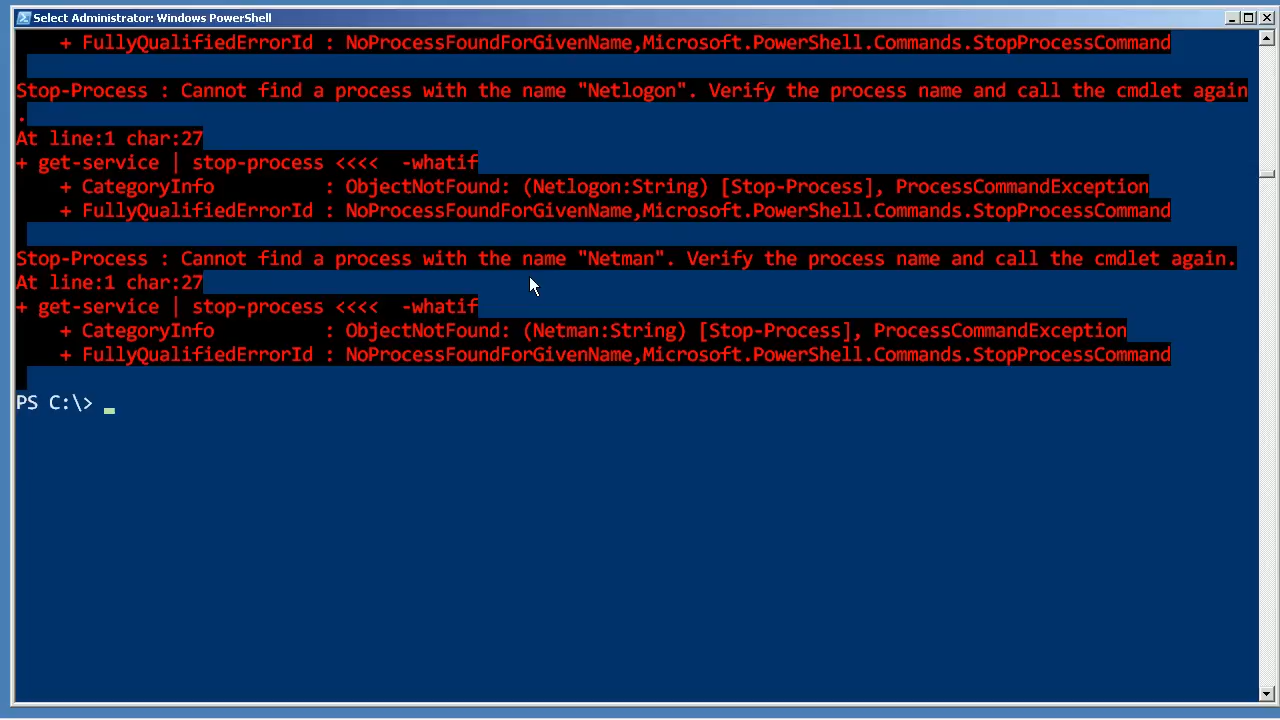 Select Administrator: Windows PowerShell
    + FullyQualifiedErrorId : NoProcessFoundForGivenName,Microsoft.PowerShell.Commands.StopProcessCommand
Stop-Process : Cannot find a process with the name "Netlogon". Verify the process name and call the cmdlet again
.
At line:1 char:27
+ get-service | stop-process <<<<  -whatif
    + CategoryInfo          : ObjectNotFound: (Netlogon:String) [Stop-Process], ProcessCommandException
    + FullyQualifiedErrorId : NoProcessFoundForGivenName,Microsoft.PowerShell.Commands.StopProcessCommand
Stop-Process : Cannot find a process with the name "Netman". Verify the process name and call the cmdlet again.
At line:1 char:27
+ get-service | stop-process <<<<  -whatif
    + CategoryInfo          : ObjectNotFound: (Netman:String) [Stop-Process], ProcessCommandException
    + FullyQualifiedErrorId : NoProcessFoundForGivenName,Microsoft.PowerShell.Commands.StopProcessCommand
PS C:\> _